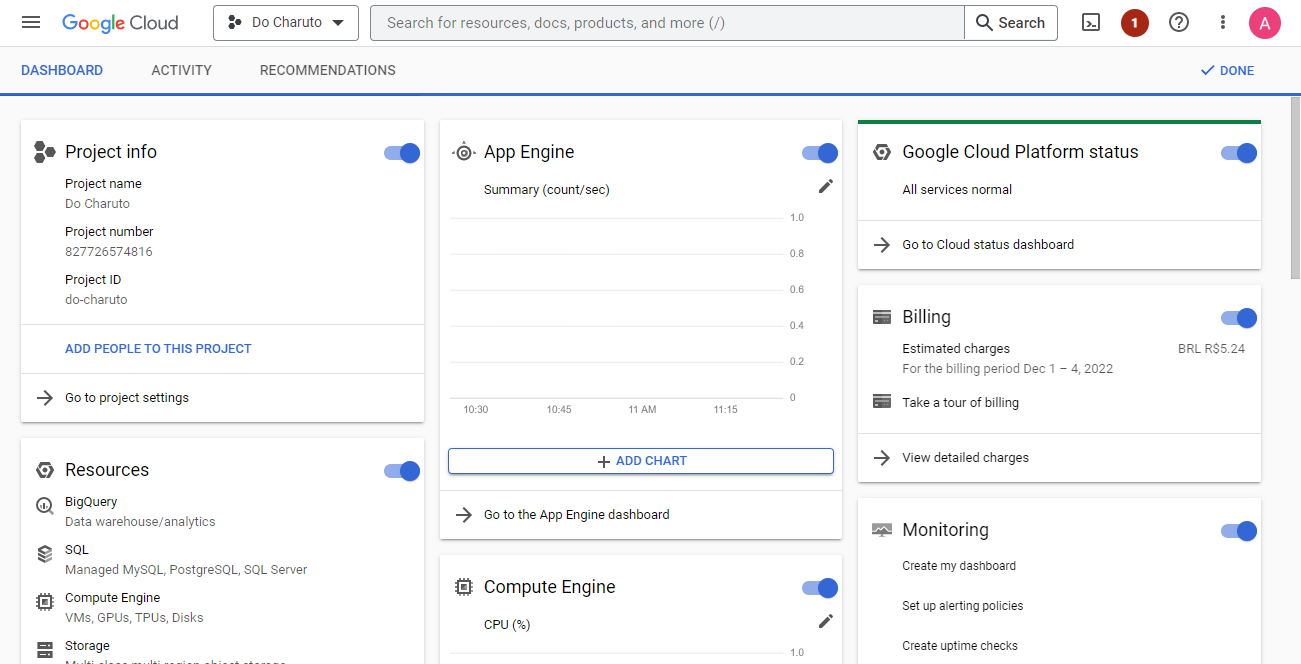 Google Cloud
Do Charuto
Search for resources, docs, products, and more (/)
Search
1
A
DASHBOARD
ACTIVITY
RECOMMENDATIONS
DONE
Project info
Project name
Do Charuto
Project number
827726574816
Project ID
do-charuto
ADD PEOPLE TO THIS PROJECT
Go to project settings
Resources
BigQuery
Data warehouse/analytics
SQL
Managed MySQL, PostgreSQL, SQL Server
Compute Engine
VMs, GPUs, TPUs, Disks
Storage
Multi-class multi-region object storage
App Engine
Summary (count/sec)
1.0
0.8
0.6
0.4
0.2
0
10:30 10:45 11 AM 11:15
ADD CHART
Go to the App Engine dashboard
Compute Engine
CPU (%)
1.0
Google Cloud Platform status
All services normal
Go to Cloud status dashboard
Billing
Estimated charges
BRL R$5.24
For the billing period Dec 1 – 4, 2022
Take a tour of billing
View detailed charges
Monitoring
Create my dashboard
Set up alerting policies
Create uptime checks